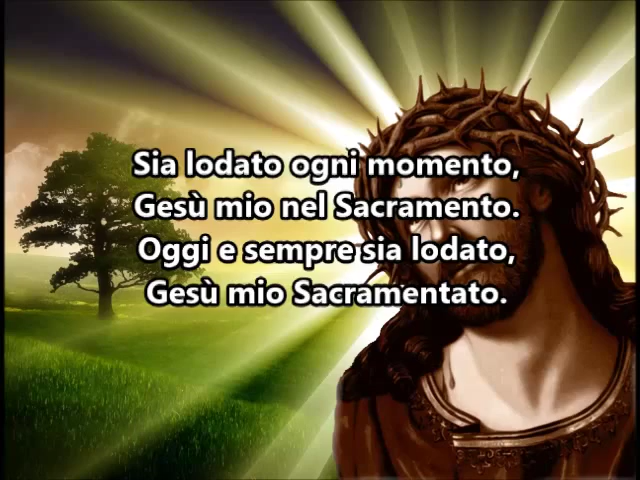 Sia lodato ogni momento,
Gesù mio nel Sacramento.
Oggi e sempre sia lodato,
Gesù mio Sacramentato.